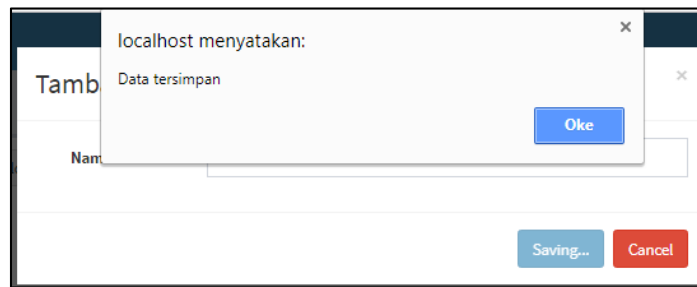 localhost menyatakan:
×
Data tersimpan
Oke
Tamb
×
Nam
Saving...
Cancel